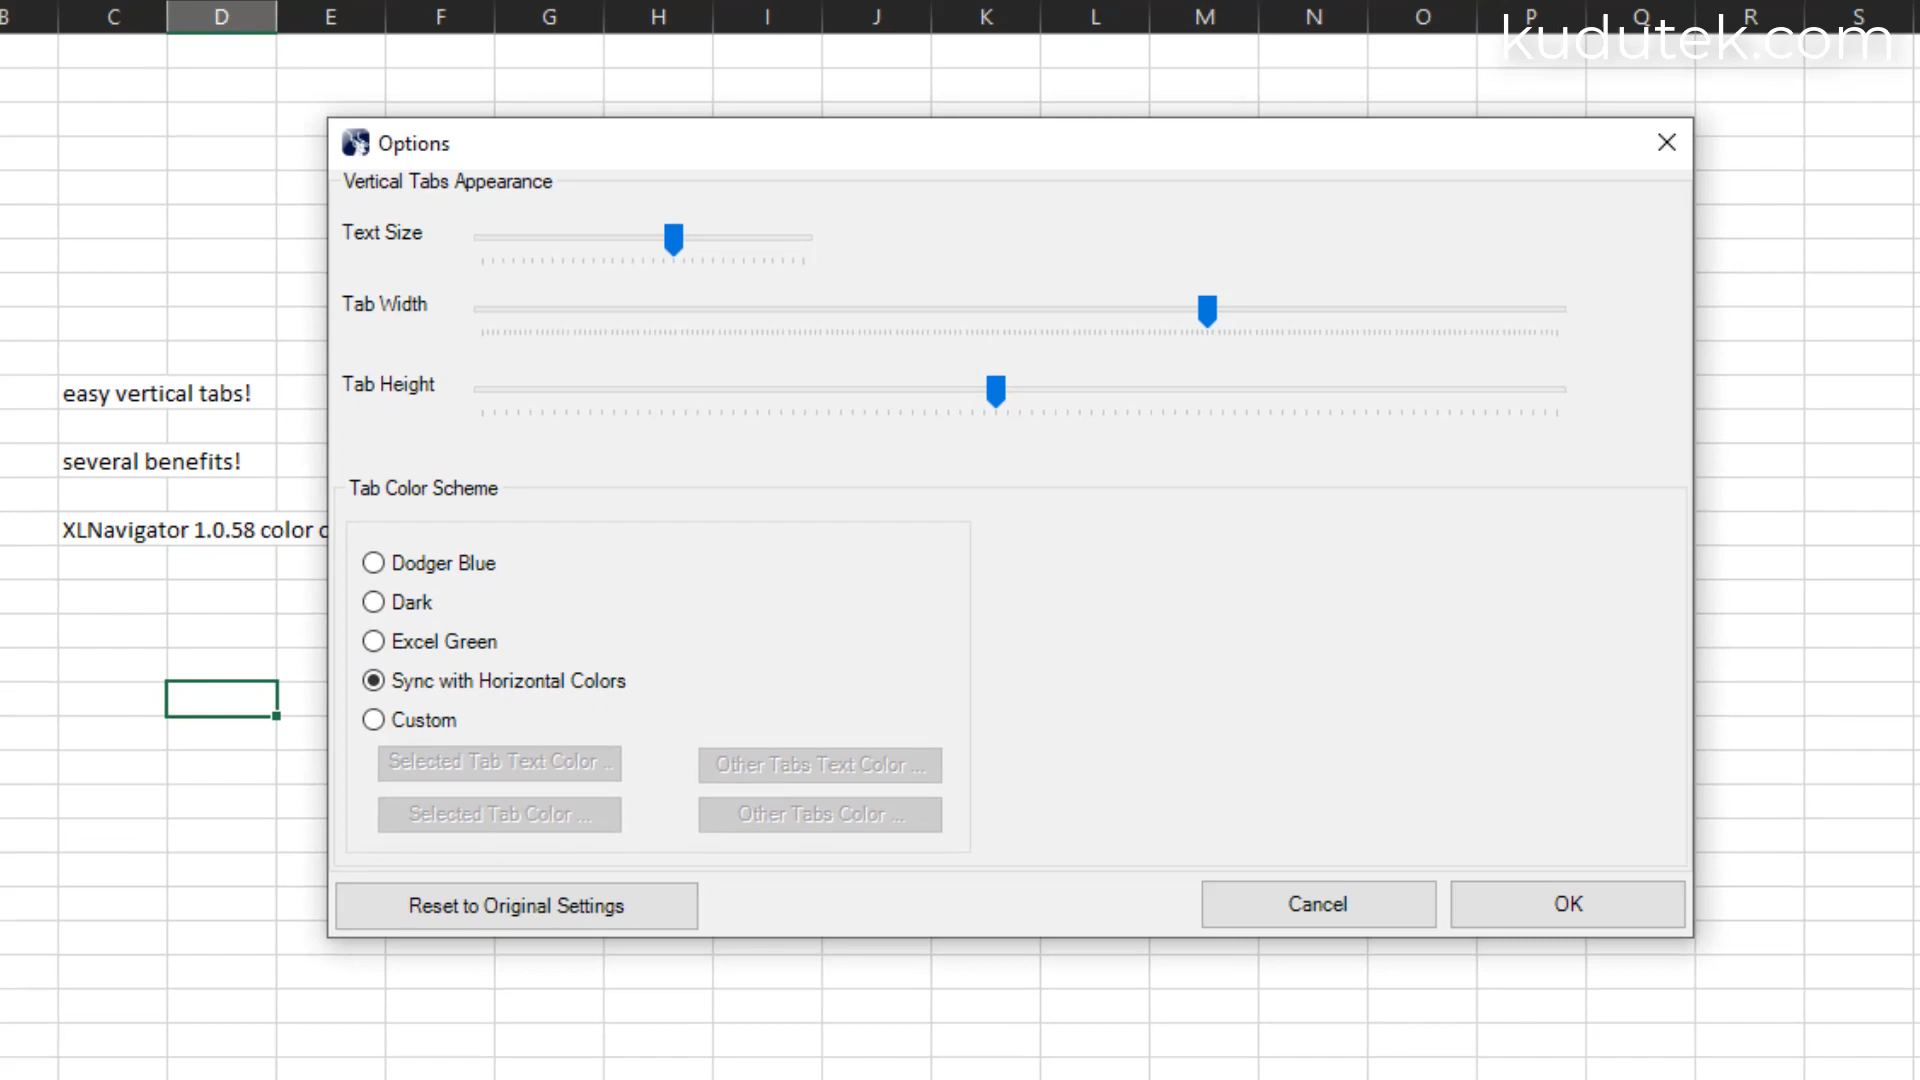 B C D E F G H I J K L M N O P Q R S
kudutek.com
Options
Vertical Tabs Appearance
Text Size
Tab Width
Tab Height
easy vertical tabs!
several benefits!
Tab Color Scheme
XLNavigator 1.0.58 color
Dodger Blue
Dark
Excel Green
Sync with Horizontal Colors
Custom
Selected Tab Text Color ...
Other Tabs Text Color ...
Selected Tab Color ...
Other Tabs Color ...
Reset to Original Settings
Cancel
OK